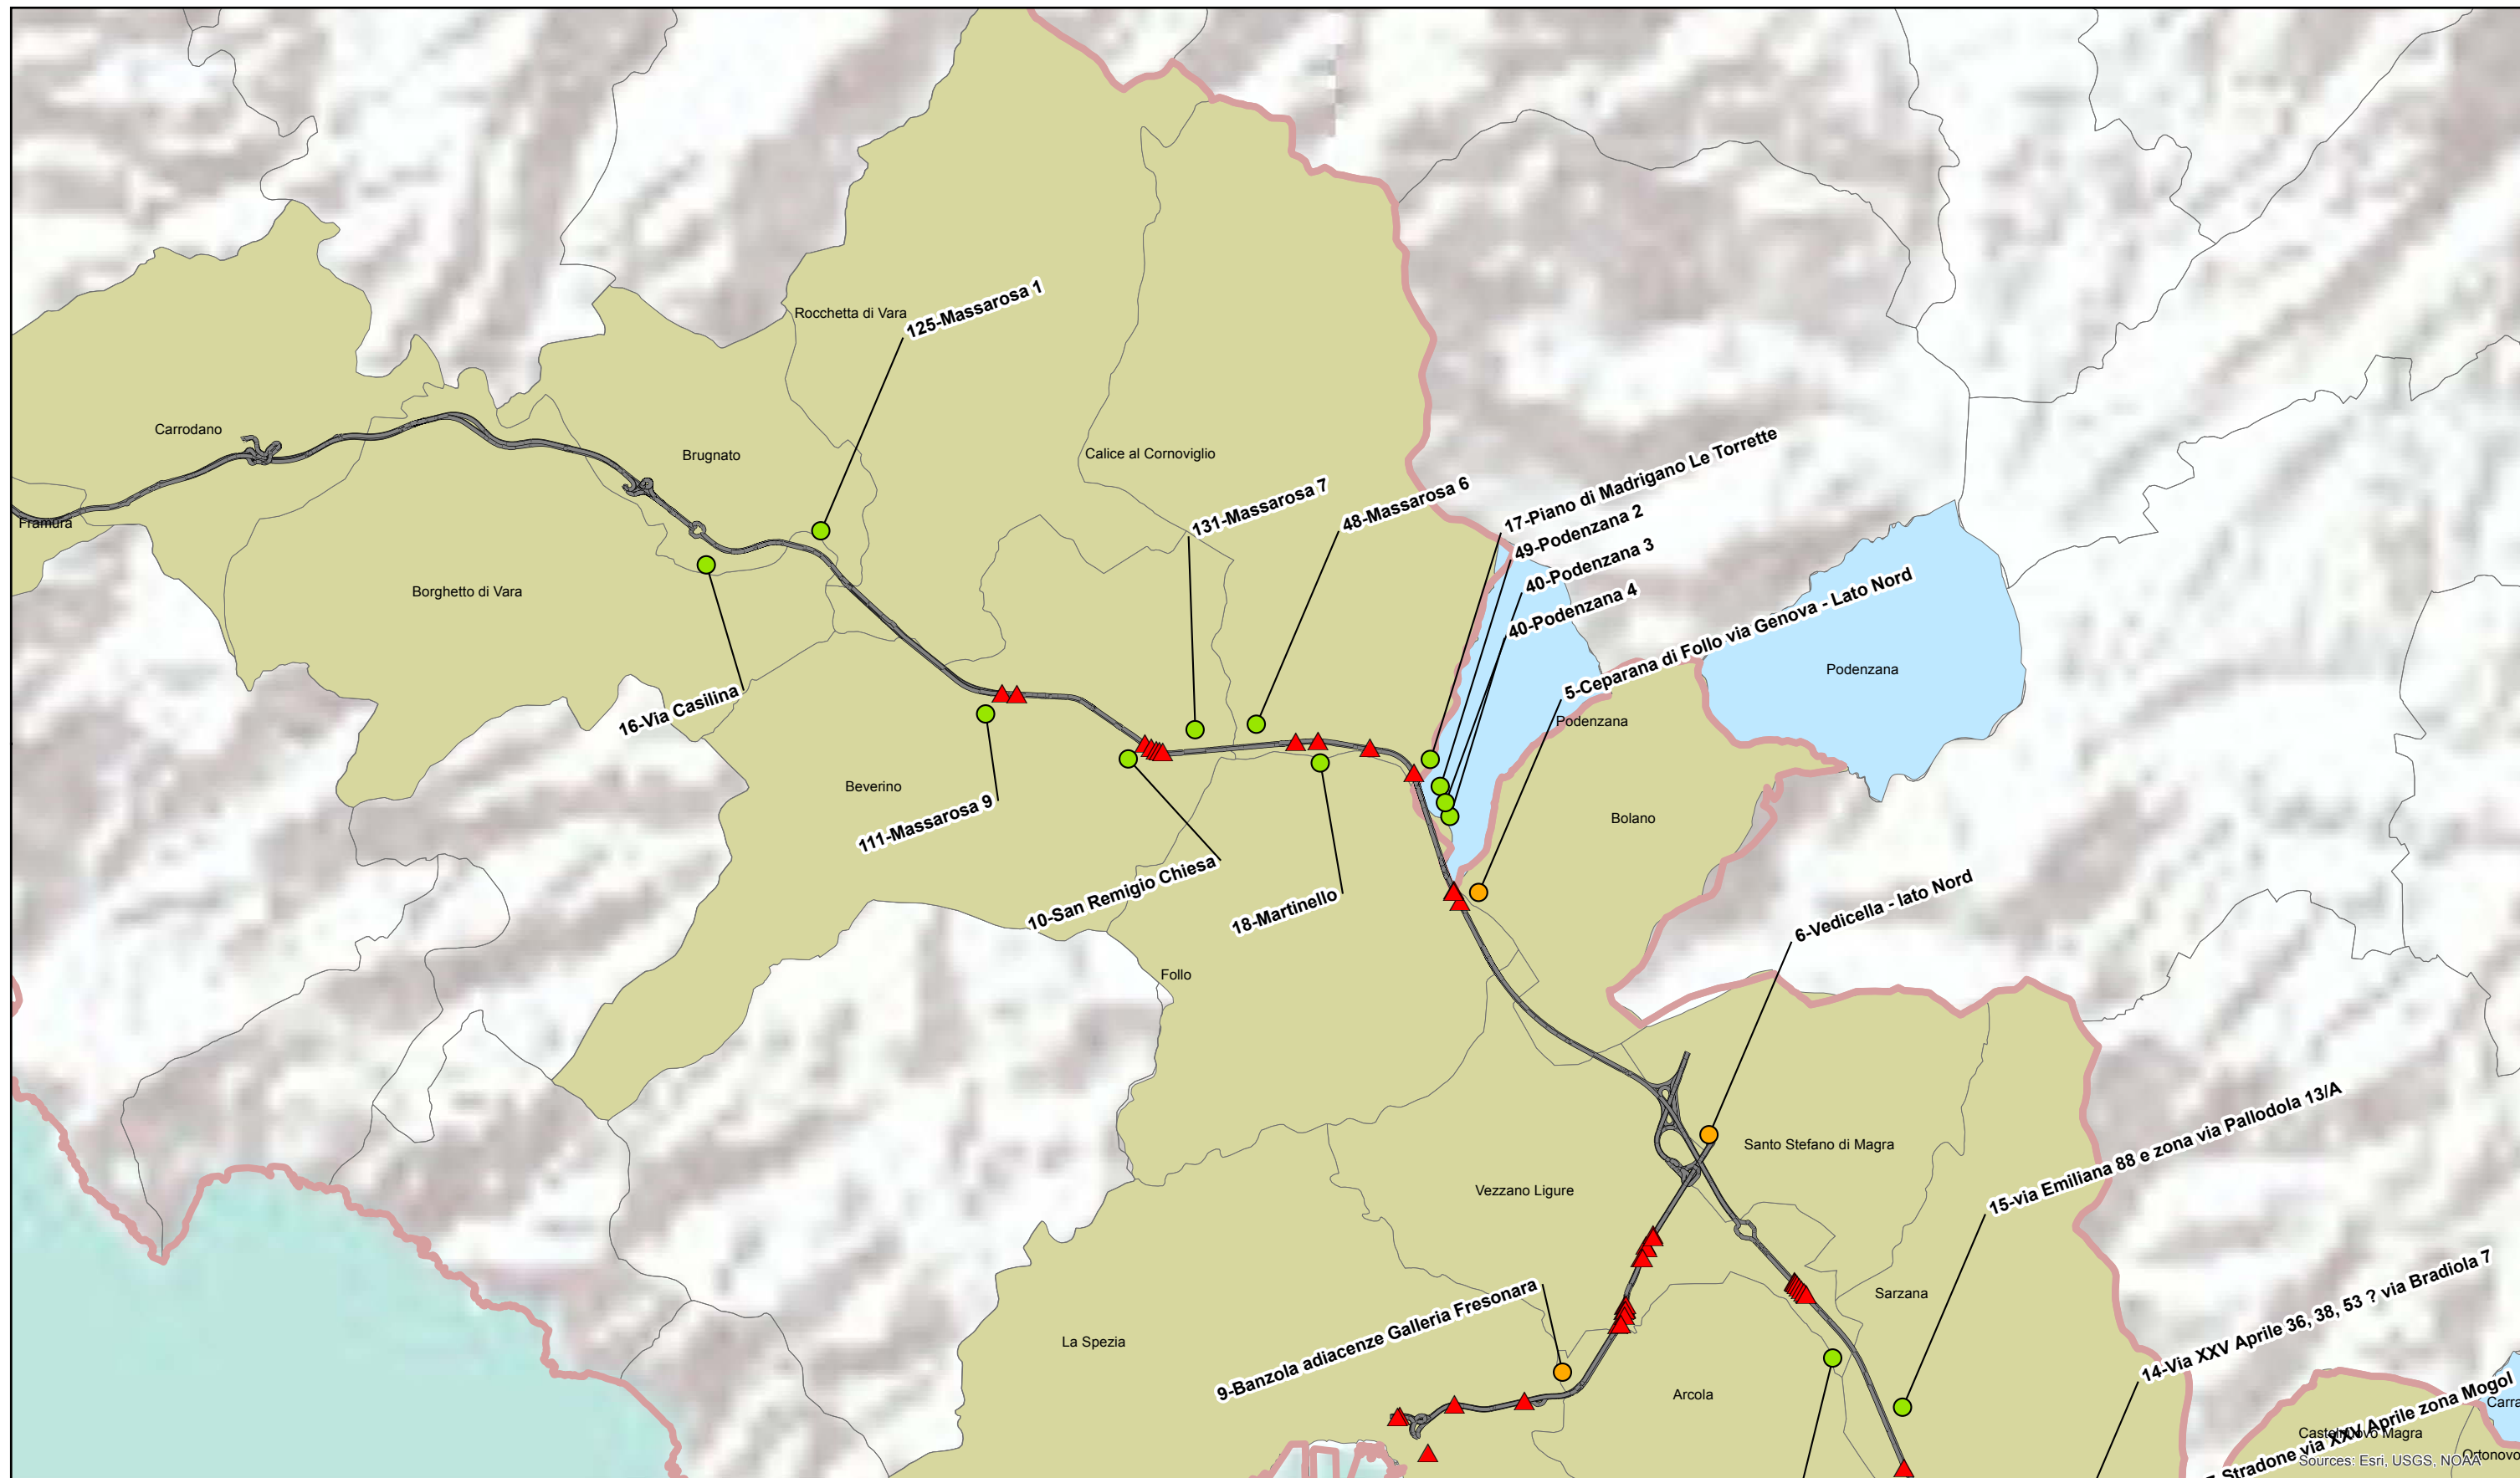 125-Massarosa 1
Rocchetta di Vara
Carrodano
Brugnato
Calice al Cornoviglio
17-Piano di Madrigano Le Torrette
131-Massarosa 7
48-Massarosa 6
49-Podenzana 2
Framura
40-Podenzana 3
Borghetto di Vara
40-Podenzana 4
5-Ceparana di Follo via Genova - Lato Nord
Podenzana
16-Via Casilina
Podenzana
Beverino
111-Massarosa 9
Bolano
10-San Remigio Chiesa
18-Martinello
6-Vedicella - lato Nord
Follo
Santo Stefano di Magra
15-via Emiliana 88 e zona via Pallodola 13/A
Vezzano Ligure
Sarzana
14-Via XXV Aprile 36, 38, 53 ? via Bradiola 7
La Spezia
9-Banzola adiacenze Galleria Fresonara
Arcola
Carra
Stradone via XXV Aprile zona Mogol
Castelnuovo Magra
Ortonovo
Sources: Esri, USGS, NOAA